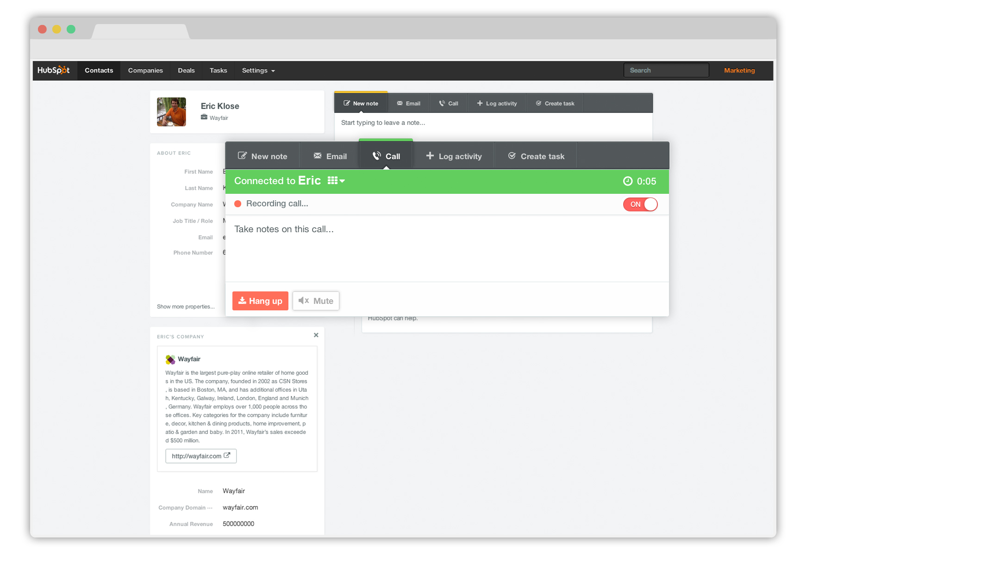 HubSpot Contacts Companies Deals Tasks Settings Search Marketing
Eric Klose
Wayfair
New note Email Call Log activity Create task
Start typing to leave a note...
ABOUT ERIC
First Name
Last Name
Company Name
Job Title / Role
Email
Phone Number
Show more properties...
New note Email Call Log activity Create task
Connected to Eric 0:05
Recording call... ON
Take notes on this call...
Hang up Mute
HubSpot can help.
ERIC'S COMPANY
Wayfair
Wayfair is the largest pure-play online retailer of home good
s in the US. The company, founded in 2002 as CSN Stores
, is based in Boston, MA, and has additional offices in Uta
h, Kentucky, Galway, Ireland, London, England and Munich
, Germany. Wayfair employs over 1,000 people across tho
se offices. Key categories for the company include furnitur
e, decor, kitchen & dining products, home improvement, p
atio & garden and baby. In 2011, Wayfair's sales exceede
d $500 million.
http://wayfair.com
Name Wayfair
Company Domain ... wayfair.com
Annual Revenue 500000000